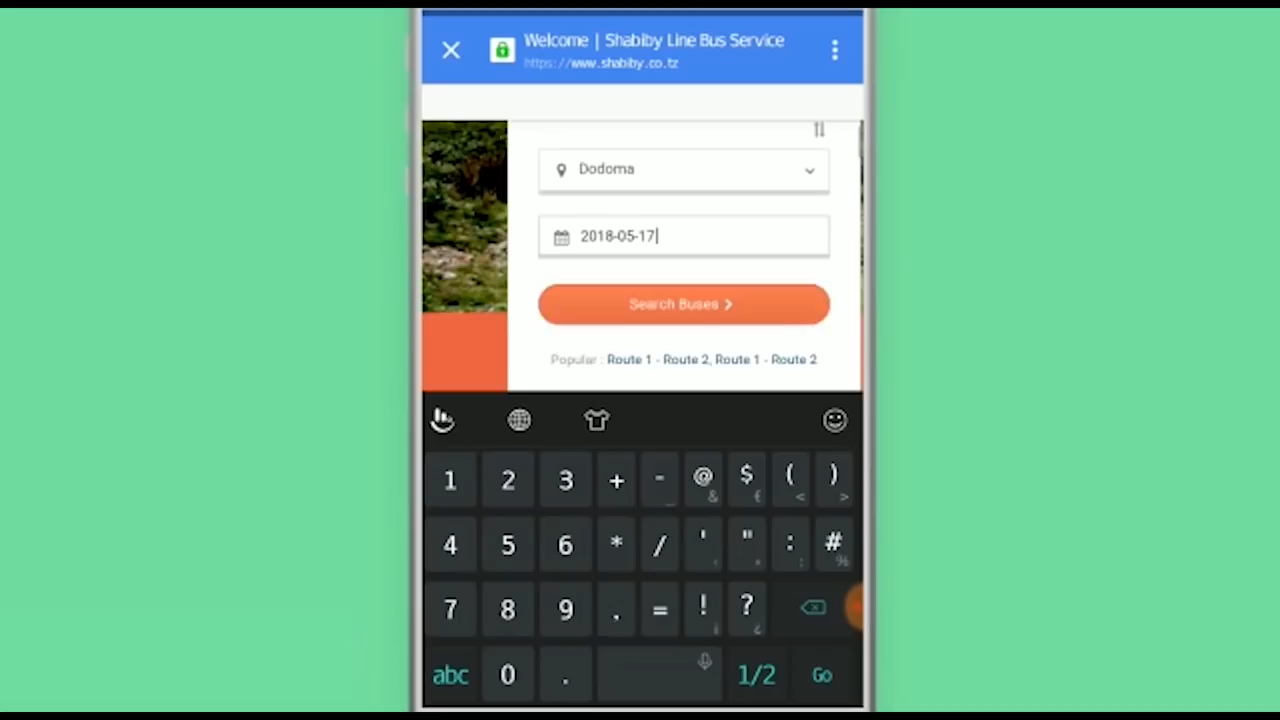 Welcome | Shabiby Line Bus Service
https://www.shabiby.co.tz
Dodoma
2018-05-17
Search Buses
Popular : Route 1 - Route 2, Route 1 - Route 2
1 2 3 + - _ @ & $ € ( < ) >
4 5 6 * / ' " : ; # %
7 8 9 , = ! ¡ ? ¿
abc 0 . 1/2 Go